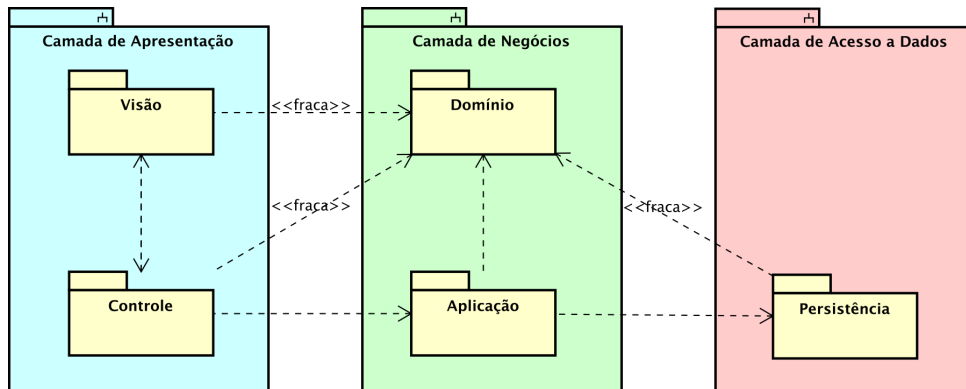 Camada de Apresentação
Camada de Negócios
Camada de Acesso a Dados
Visão
<<fraca>>
Domínio
<<fraca>>
<<fraca>>
Controle
Aplicação
Persistência